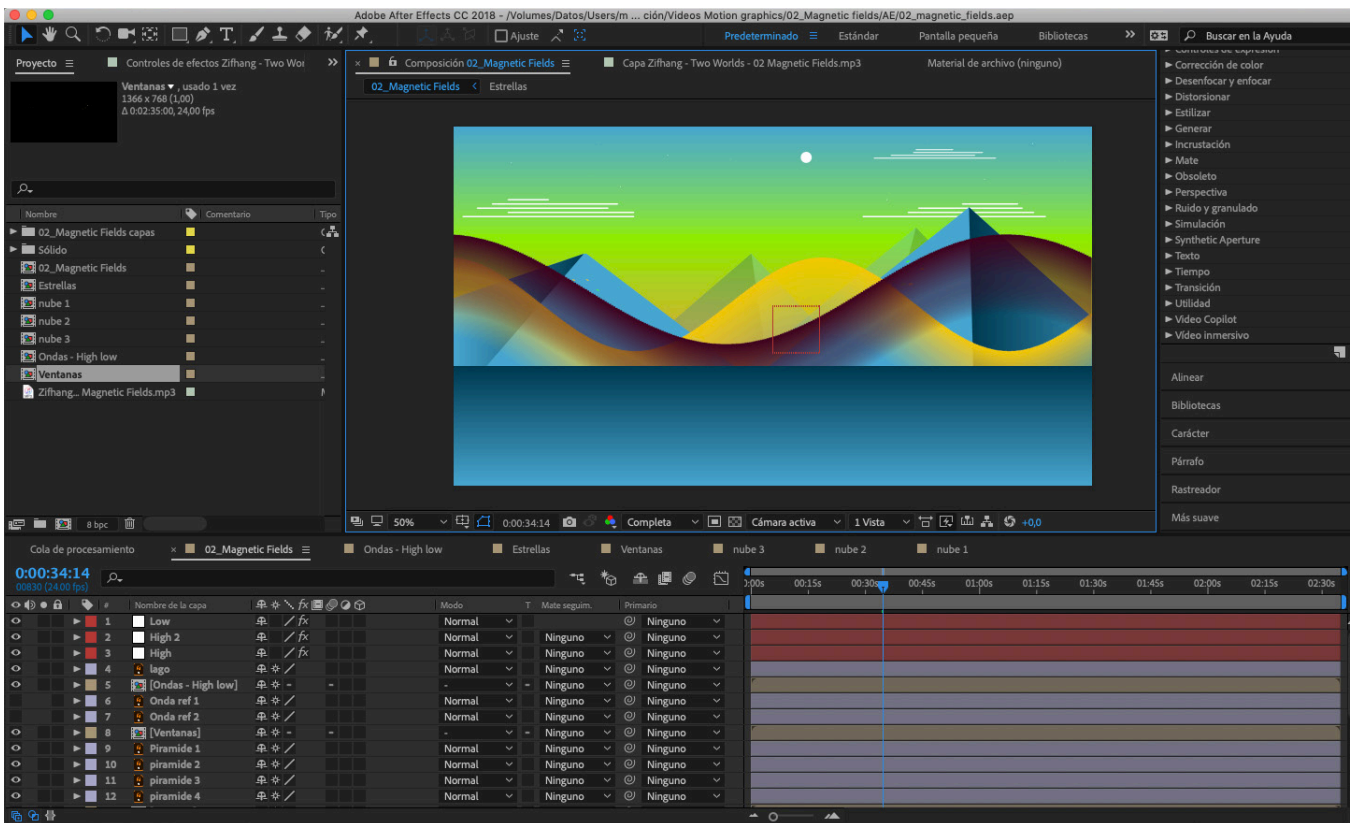 Adobe After Effects CC 2018 - /Volumes/Datos/Users/m ... ción/Videos Motion graphics/02_Magnetic fields/AE/02_magnetic_fields.aep
Ajuste
Predeterminado
Estándar
Pantalla pequeña
Bibliotecas
Buscar en la Ayuda
Proyecto
Controles de efectos Zifhang - Two Wor
Ventanas , usado 1 vez
1366 x 768 (1,00)
Δ 0:02:35:00, 24,00 fps
Nombre Comentario Tipo
02_Magnetic Fields capas
Sólido
02_Magnetic Fields
Estrellas
nube 1
nube 2
nube 3
Ondas - High low
Ventanas
Zifhang... Magnetic Fields.mp3
8 bpc
Composición 02_Magnetic Fields
Capa Zifhang - Two Worlds - 02 Magnetic Fields.mp3
Material de archivo (ninguno)
02_Magnetic Fields Estrellas
50% 0:00:34:14 Completa Cámara activa 1 Vista +0,0
Controles de expresión
Corrección de color
Desenfocar y enfocar
Distorsionar
Estilizar
Generar
Incrustación
Mate
Obsoleto
Perspectiva
Ruido y granulado
Simulación
Synthetic Aperture
Texto
Tiempo
Transición
Utilidad
Video Copilot
Vídeo inmersivo
Alinear
Bibliotecas
Carácter
Párrafo
Rastreador
Más suave
Cola de procesamiento 02_Magnetic Fields Ondas - High low Estrellas Ventanas nube 3 nube 2 nube 1
0:00:34:14
00830 (24.00 fps)
:00s 00:15s 00:30s 00:45s 01:00s 01:15s 01:30s 01:45s 02:00s 02:15s 02:30s
# Nombre de la capa fx Modo T Mate seguim. Primario
1 Low fx Normal Ninguno
2 High 2 fx Normal Ninguno Ninguno
3 High fx Normal Ninguno Ninguno
4 lago Normal Ninguno Ninguno
5 [Ondas - High low] - Ninguno Ninguno
6 Onda ref 1 Normal Ninguno Ninguno
7 Onda ref 2 Normal Ninguno Ninguno
8 [Ventanas] - Ninguno Ninguno
9 Piramide 1 Normal Ninguno Ninguno
10 piramide 2 Normal Ninguno Ninguno
11 piramide 3 Normal Ninguno Ninguno
12 piramide 4 Normal Ninguno Ninguno